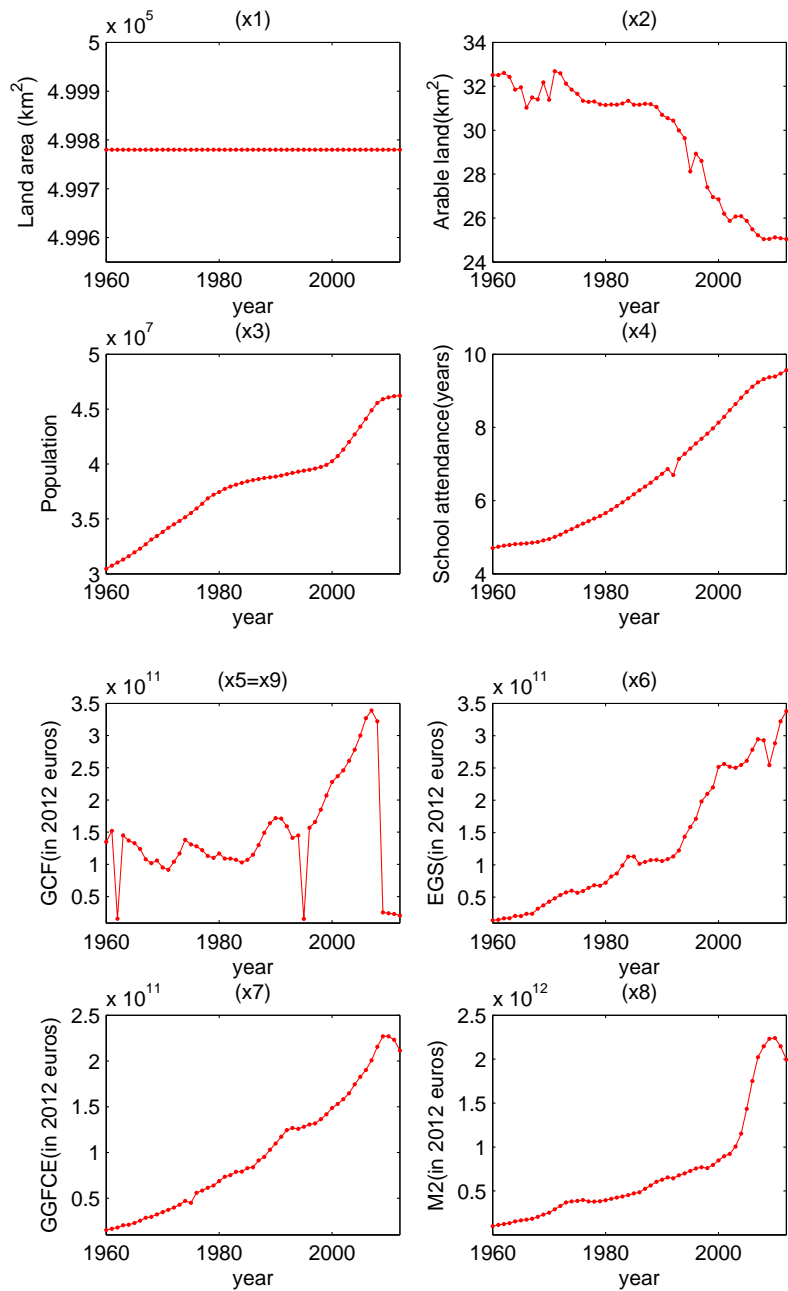 (x1)
x 10^5
5
4.999
4.998
4.997
4.996
Land area (km^2)
1960 1980 2000
year
(x2)
34
32
30
28
26
24
Arable land(km^2)
1960 1980 2000
year
(x3)
x 10^7
5
4.5
4
3.5
3
Population
1960 1980 2000
year
(x4)
10
8
6
4
School attendance(years)
1960 1980 2000
year
(x5=x9)
x 10^11
3.5
3
2.5
2
1.5
1
0.5
GCF(in 2012 euros)
1960 1980 2000
year
(x6)
x 10^11
3.5
3
2.5
2
1.5
1
0.5
EGS(in 2012 euros)
1960 1980 2000
year
(x7)
x 10^11
2.5
2
1.5
1
0.5
GGFCE(in 2012 euros)
1960 1980 2000
year
(x8)
x 10^12
2.5
2
1.5
1
0.5
M2(in 2012 euros)
1960 1980 2000
year